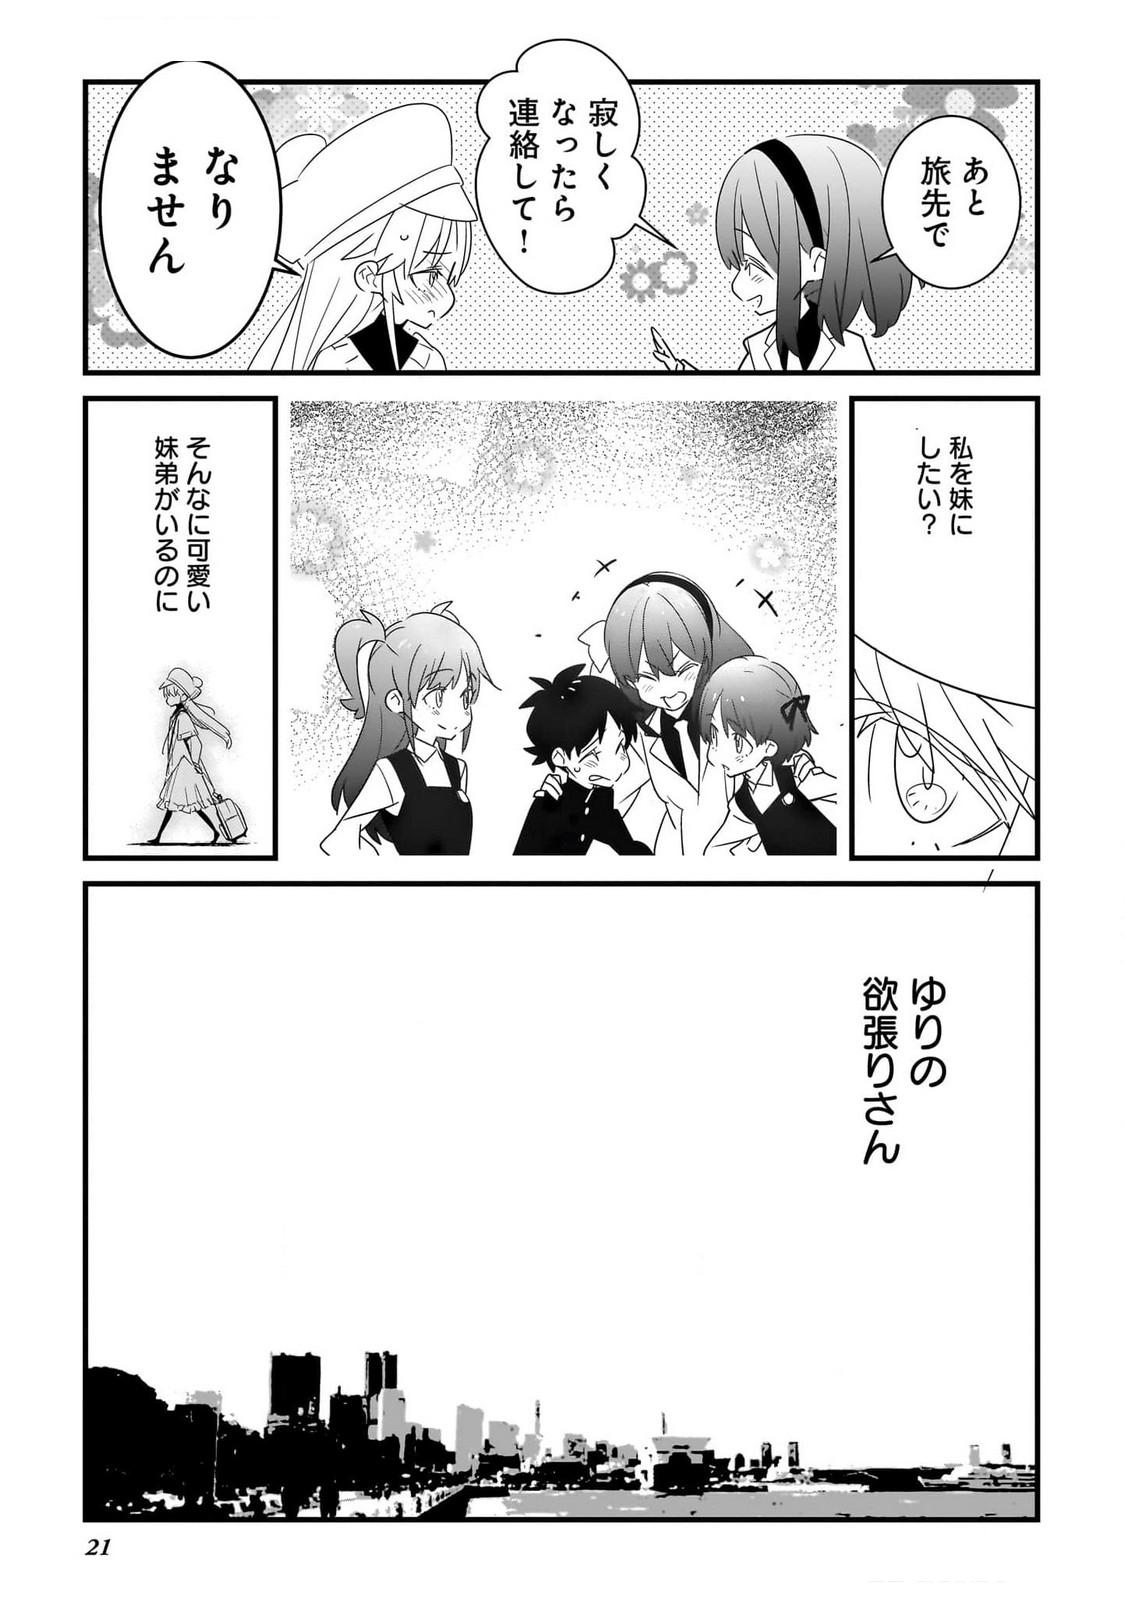 あと
旅先で
寂しく
なったら
連絡して！
なり
ません
私を妹に
したい？
そんなに可愛い
妹弟がいるのに
ゆりの
欲張りさん
21